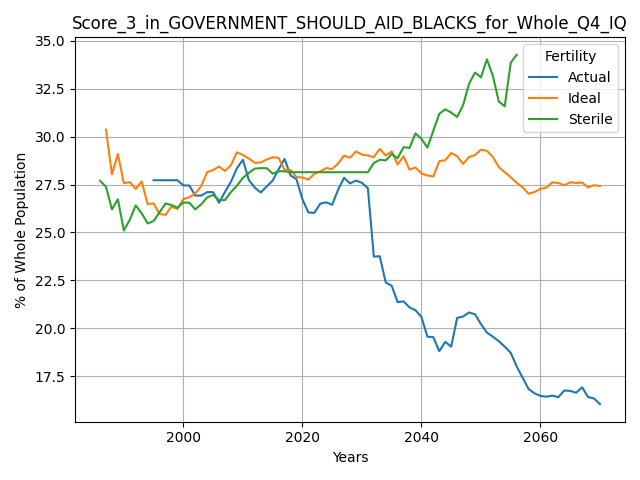 Score_3_in_GOVERNMENT_SHOULD_AID_BLACKS_for_Whole_Q4_IQ
Fertility
Actual
Ideal
Sterile
35.0
32.5
30.0
27.5
25.0
22.5
20.0
17.5
% of Whole Population
2000
2020
2040
2060
Years